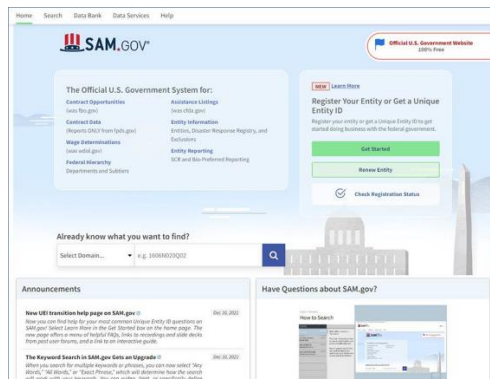 Home Search Data Bank Data Services Help
SAM.GOV®
Official U.S. Government Website
100% Free
The Official U.S. Government System for:
Contract Opportunities
(was fbo.gov)
Contract Data
(Reports ONLY from fpds.gov)
Wage Determinations
(was wdol.gov)
Federal Hierarchy
Departments and Subtiers
Assistance Listings
(was cfda.gov)
Entity Information
Entities, Disaster Response Registry, and
Exclusions
Entity Reporting
SCR and Bio-Preferred Reporting
NEW Learn More
Register Your Entity or Get a Unique
Entity ID
Register your entity or get a Unique Entity ID to get
started doing business with the federal government.
Get Started
Renew Entity
Check Registration Status
Already know what you want to find?
Select Domain...
e.g. 1606N020Q02
Announcements
New UEI transition help page on SAM.gov
Dec 10, 2021
Now you can find help for your most common Unique Entity ID questions on
SAM.gov! Select Learn More in the Get Started box on the home page. The
new page offers a menu of helpful FAQs, links to recordings and slide decks
from past user forums, and a link to an interactive guide.
The Keyword Search in SAM.gov Gets an Upgrade
Dec 10, 2021
When you search for multiple keywords or phrases, you can now select "Any
Words," "All Words," or "Exact Phrase," which will determine how the search
Have Questions about SAM.gov?
How to Search